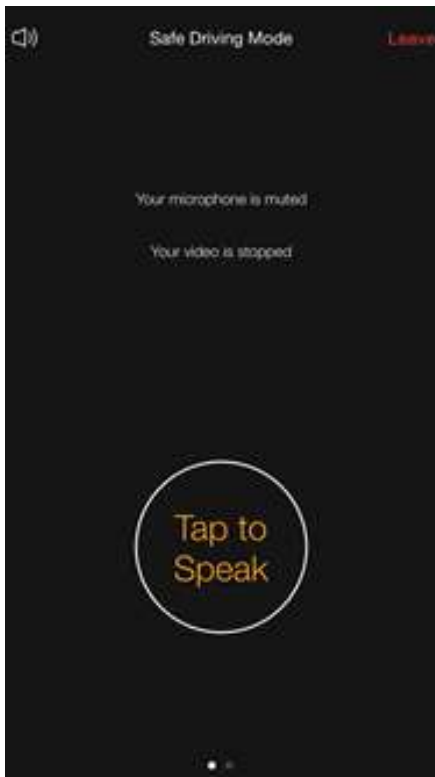 Safe Driving Mode
Leave
Your microphone is muted
Your video is stopped
Tap to
Speak